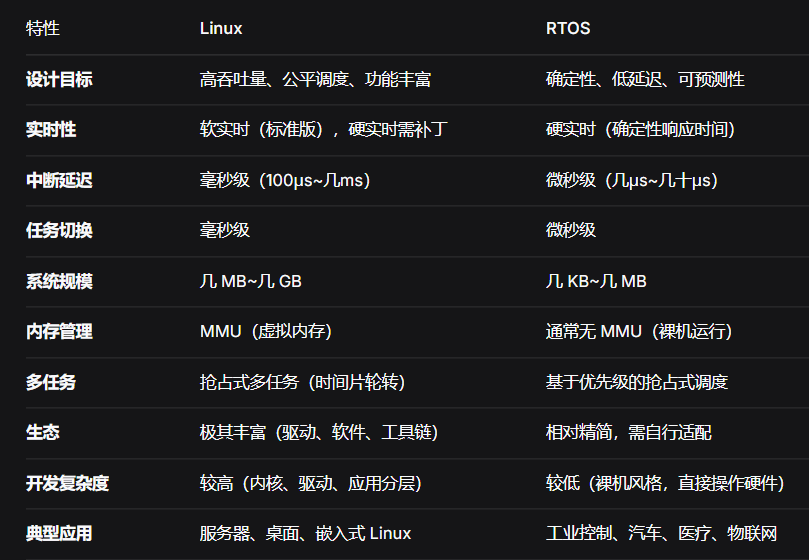 特性 Linux RTOS
设计目标 高吞吐量、公平调度、功能丰富 确定性、低延迟、可预测性
实时性 软实时（标准版），硬实时需补丁 硬实时（确定性响应时间）
中断延迟 毫秒级（100μs~几ms） 微秒级（几μs~几十μs）
任务切换 毫秒级 微秒级
系统规模 几 MB~几 GB 几 KB~几 MB
内存管理 MMU（虚拟内存） 通常无 MMU（裸机运行）
多任务 抢占式多任务（时间片轮转） 基于优先级的抢占式调度
生态 极其丰富（驱动、软件、工具链） 相对精简，需自行适配
开发复杂度 较高（内核、驱动、应用分层） 较低（裸机风格，直接操作硬件）
典型应用 服务器、桌面、嵌入式 Linux 工业控制、汽车、医疗、物联网